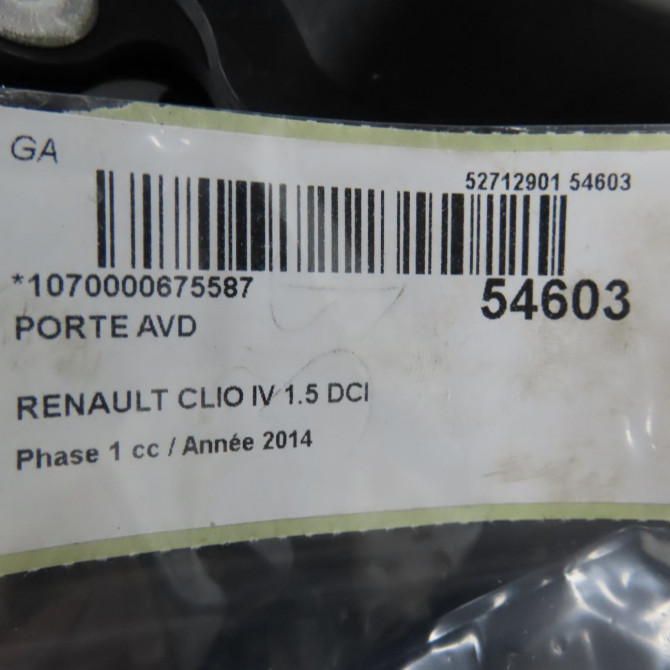 GA
52712901 54603
*1070000675587
54603
PORTE AVD
RENAULT CLIO IV 1.5 DCI
Phase 1 cc / Année 2014